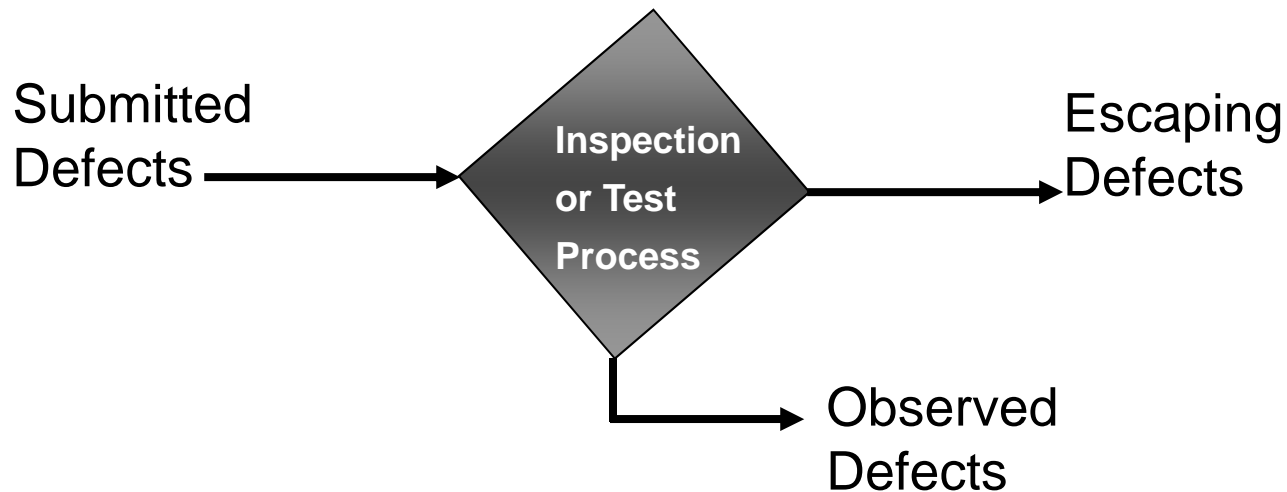 Submitted
Defects
Inspection
or Test
Process
Escaping
Defects
Observed
Defects